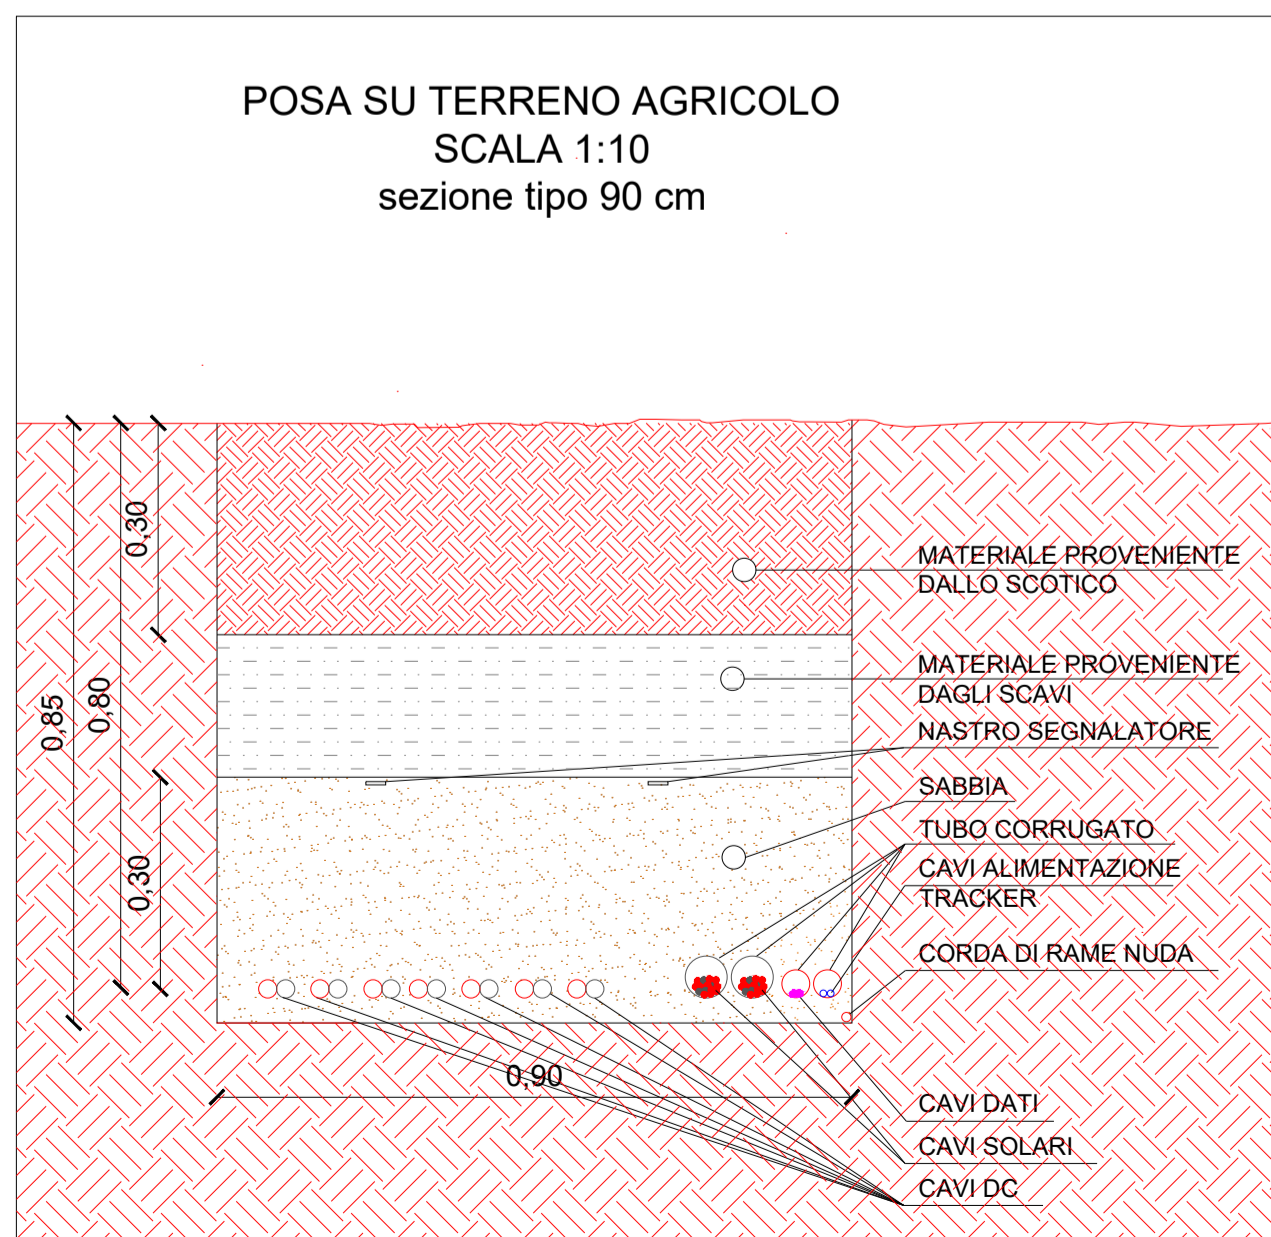 POSA SU TERRENO AGRICOLO
SCALA 1:10
sezione tipo 90 cm
0,30
0,80
0,85
0,30
0,90
MATERIALE PROVENIENTE
DALLO SCOTICO
MATERIALE PROVENIENTE
DAGLI SCAVI
NASTRO SEGNALATORE
SABBIA
TUBO CORRUGATO
CAVI ALIMENTAZIONE
TRACKER
CORDA DI RAME NUDA
CAVI DATI
CAVI SOLARI
CAVI DC